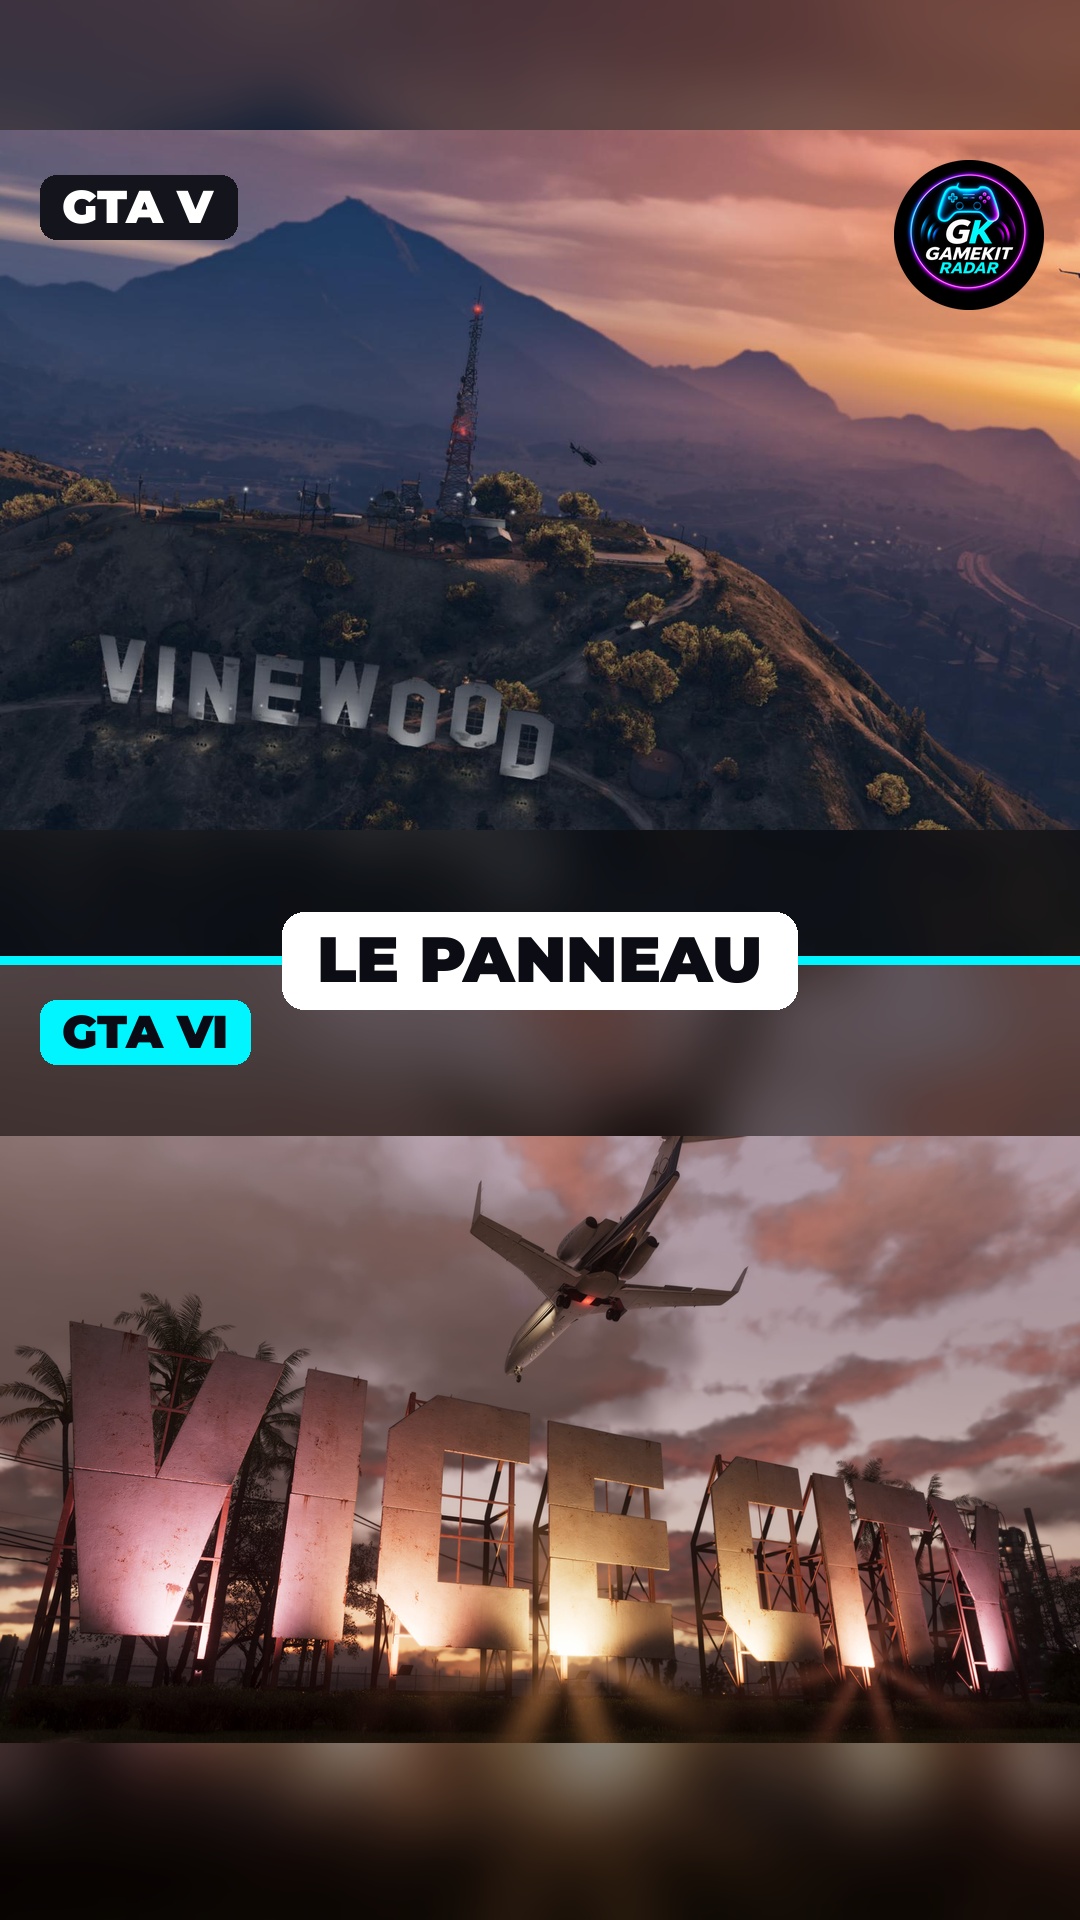 GTA V
GK
GAMEKIT
RADAR
VINEWOOD
LE PANNEAU
GTA VI
VICE CITY